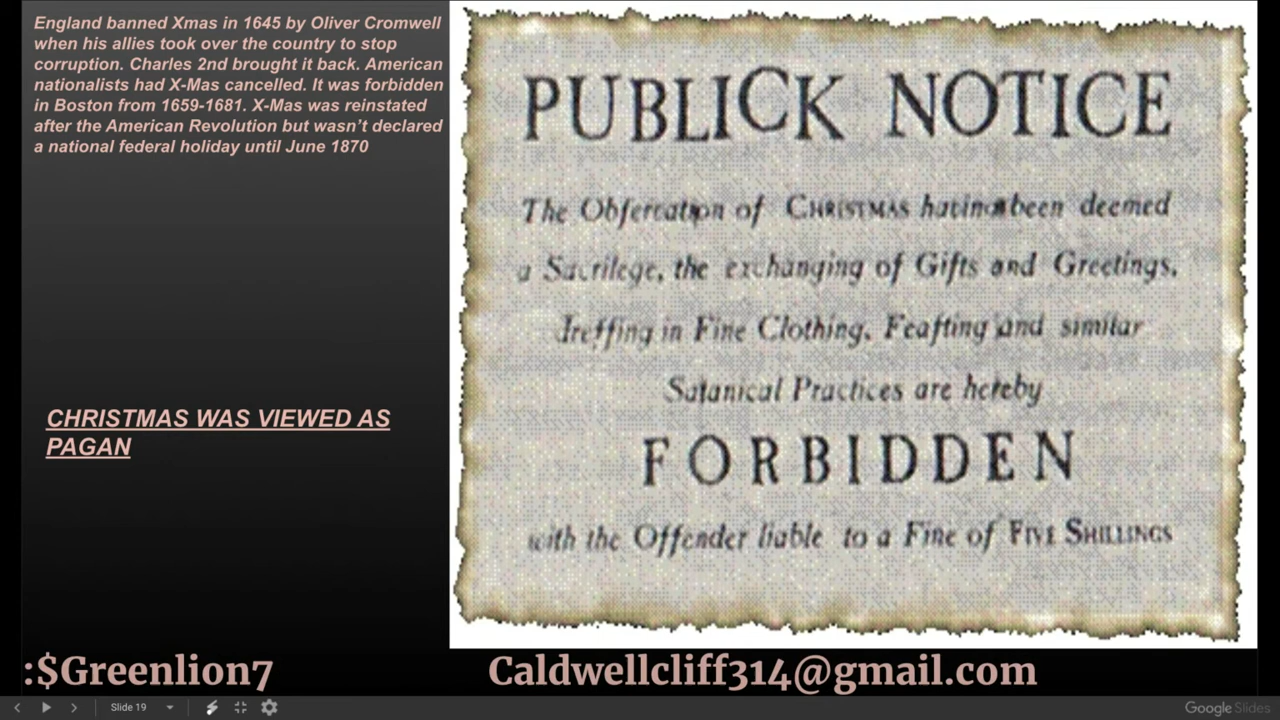 England banned Xmas in 1645 by Oliver Cromwell
when his allies took over the country to stop
corruption. Charles 2nd brought it back. American
nationalists had X-Mas cancelled. It was forbidden
in Boston from 1659-1681. X-Mas was reinstated
after the American Revolution but wasn't declared
a national federal holiday until June 1870
CHRISTMAS WAS VIEWED AS
PAGAN
PUBLICK NOTICE
The Obſervation of CHRISTMAS having been deemed
a Sacrilege, the exchanging of Gifts and Greetings,
dreſſing in Fine Clothing, Feaſting and similar
Satanical Practices are hereby
FORBIDDEN
with the Offender liable to a Fine of FIVE SHILLINGS
:$Greenlion7
Caldwellcliff314@gmail.com
Slide 19
Google Slides